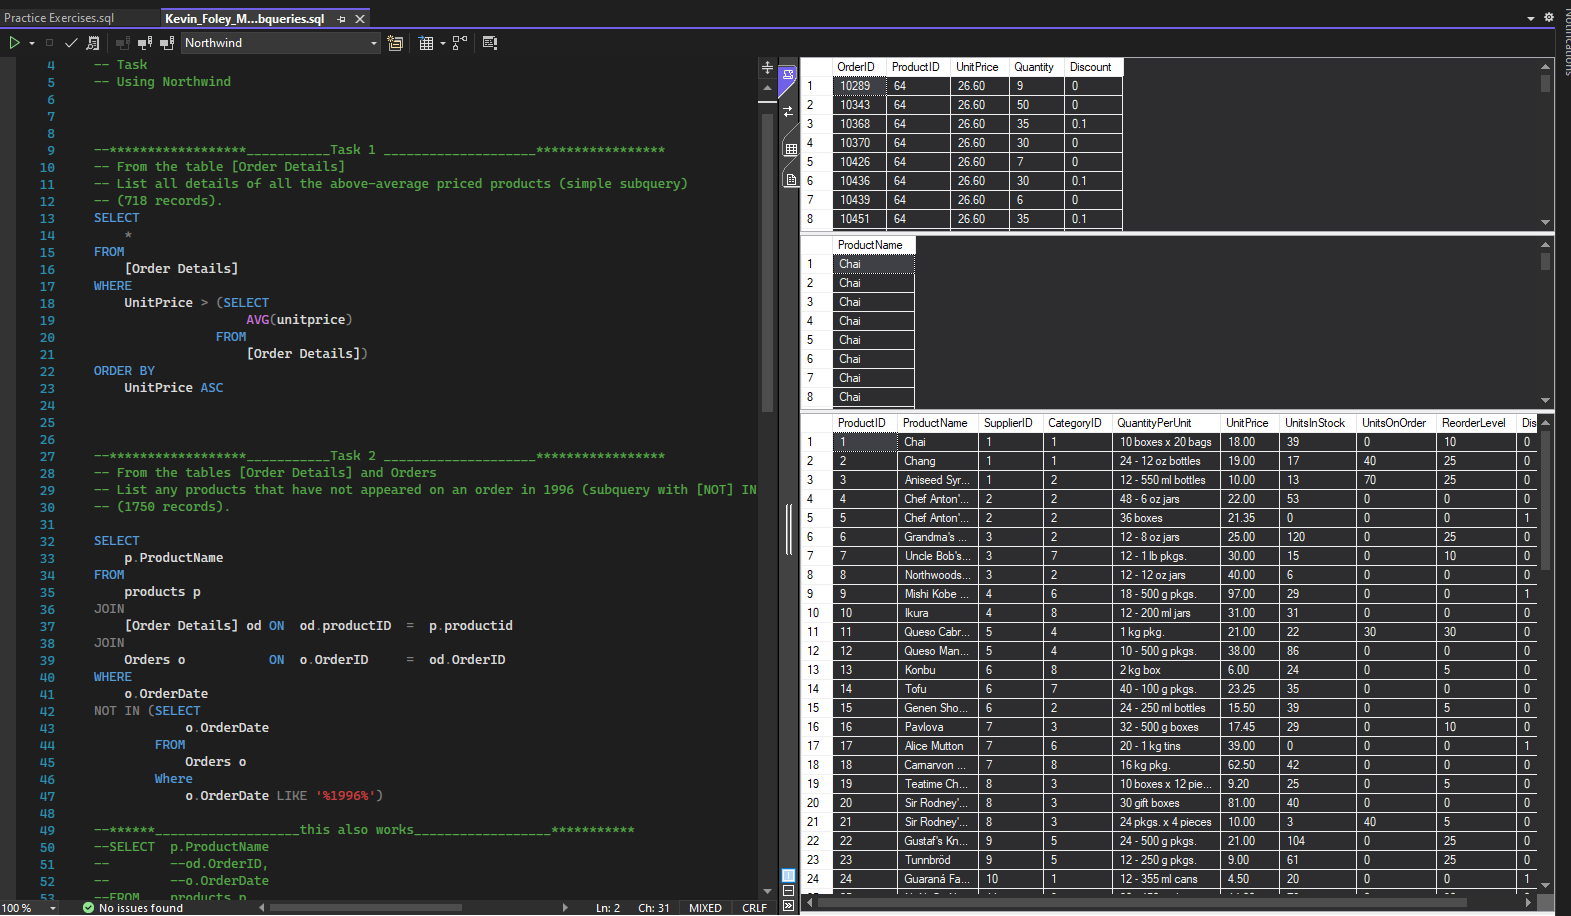 Practice Exercises.sql
Kevin_Foley_M...bqueries.sql
Notifications
Northwind
4 -- Task
5 -- Using Northwind
6
7
8
9 --******************___________Task 1 ____________________*****************
10 -- From the table [Order Details]
11 -- List all details of all the above-average priced products (simple subquery)
12 -- (718 records).
13 SELECT
14 *
15 FROM
16 [Order Details]
17 WHERE
18 UnitPrice > (SELECT
19 AVG(unitprice)
20 FROM
21 [Order Details])
22 ORDER BY
23 UnitPrice ASC
24
25
26
27 --******************___________Task 2 ____________________*****************
28 -- From the tables [Order Details] and Orders
29 -- List any products that have not appeared on an order in 1996 (subquery with [NOT] IN
30 -- (1750 records).
31
32 SELECT
33 p.ProductName
34 FROM
35 products p
36 JOIN
37 [Order Details] od ON od.productID = p.productid
38 JOIN
39 Orders o ON o.OrderID = od.OrderID
40 WHERE
41 o.OrderDate
42 NOT IN (SELECT
43 o.OrderDate
44 FROM
45 Orders o
46 Where
47 o.OrderDate LIKE '%1996%')
48
49 --******___________________this also works__________________***********
50 --SELECT p.ProductName
51 -- --od.OrderID,
52 -- --o.OrderDate
53 --FROM products p
100 %
No issues found
Ln: 2 Ch: 31 MIXED CRLF
OrderID ProductID UnitPrice Quantity Discount
1 10289 64 26.60 9 0
2 10343 64 26.60 50 0
3 10368 64 26.60 35 0.1
4 10370 64 26.60 30 0
5 10426 64 26.60 7 0
6 10436 64 26.60 30 0.1
7 10439 64 26.60 6 0
8 10451 64 26.60 35 0.1
ProductName
1 Chai
2 Chai
3 Chai
4 Chai
5 Chai
6 Chai
7 Chai
8 Chai
ProductID ProductName SupplierID CategoryID QuantityPerUnit UnitPrice UnitsInStock UnitsOnOrder ReorderLevel Dis
1 1 Chai 1 1 10 boxes x 20 bags 18.00 39 0 10 0
2 2 Chang 1 1 24 - 12 oz bottles 19.00 17 40 25 0
3 3 Aniseed Syr... 1 2 12 - 550 ml bottles 10.00 13 70 25 0
4 4 Chef Anton'... 2 2 48 - 6 oz jars 22.00 53 0 0 0
5 5 Chef Anton'... 2 2 36 boxes 21.35 0 0 0 1
6 6 Grandma's ... 3 2 12 - 8 oz jars 25.00 120 0 25 0
7 7 Uncle Bob's... 3 7 12 - 1 lb pkgs. 30.00 15 0 10 0
8 8 Northwoods... 3 2 12 - 12 oz jars 40.00 6 0 0 0
9 9 Mishi Kobe ... 4 6 18 - 500 g pkgs. 97.00 29 0 0 1
10 10 Ikura 4 8 12 - 200 ml jars 31.00 31 0 0 0
11 11 Queso Cabr... 5 4 1 kg pkg. 21.00 22 30 30 0
12 12 Queso Man... 5 4 10 - 500 g pkgs. 38.00 86 0 0 0
13 13 Konbu 6 8 2 kg box 6.00 24 0 5 0
14 14 Tofu 6 7 40 - 100 g pkgs. 23.25 35 0 0 0
15 15 Genen Sho... 6 2 24 - 250 ml bottles 15.50 39 0 5 0
16 16 Pavlova 7 3 32 - 500 g boxes 17.45 29 0 10 0
17 17 Alice Mutton 7 6 20 - 1 kg tins 39.00 0 0 0 1
18 18 Carnarvon ... 7 8 16 kg pkg. 62.50 42 0 0 0
19 19 Teatime Ch... 8 3 10 boxes x 12 pie... 9.20 25 0 5 0
20 20 Sir Rodney'... 8 3 30 gift boxes 81.00 40 0 0 0
21 21 Sir Rodney'... 8 3 24 pkgs. x 4 pieces 10.00 3 40 5 0
22 22 Gustaf's Kn... 9 5 24 - 500 g pkgs. 21.00 104 0 25 0
23 23 Tunnbröd 9 5 12 - 250 g pkgs. 9.00 61 0 25 0
24 24 Guaraná Fa... 10 1 12 - 355 ml cans 4.50 20 0 0 1